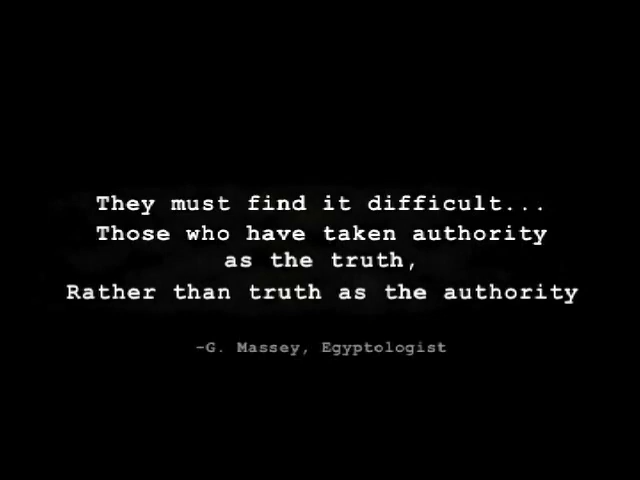 They must find it difficult...
Those who have taken authority
as the truth,
Rather than truth as the authority
-G. Massey, Egyptologist